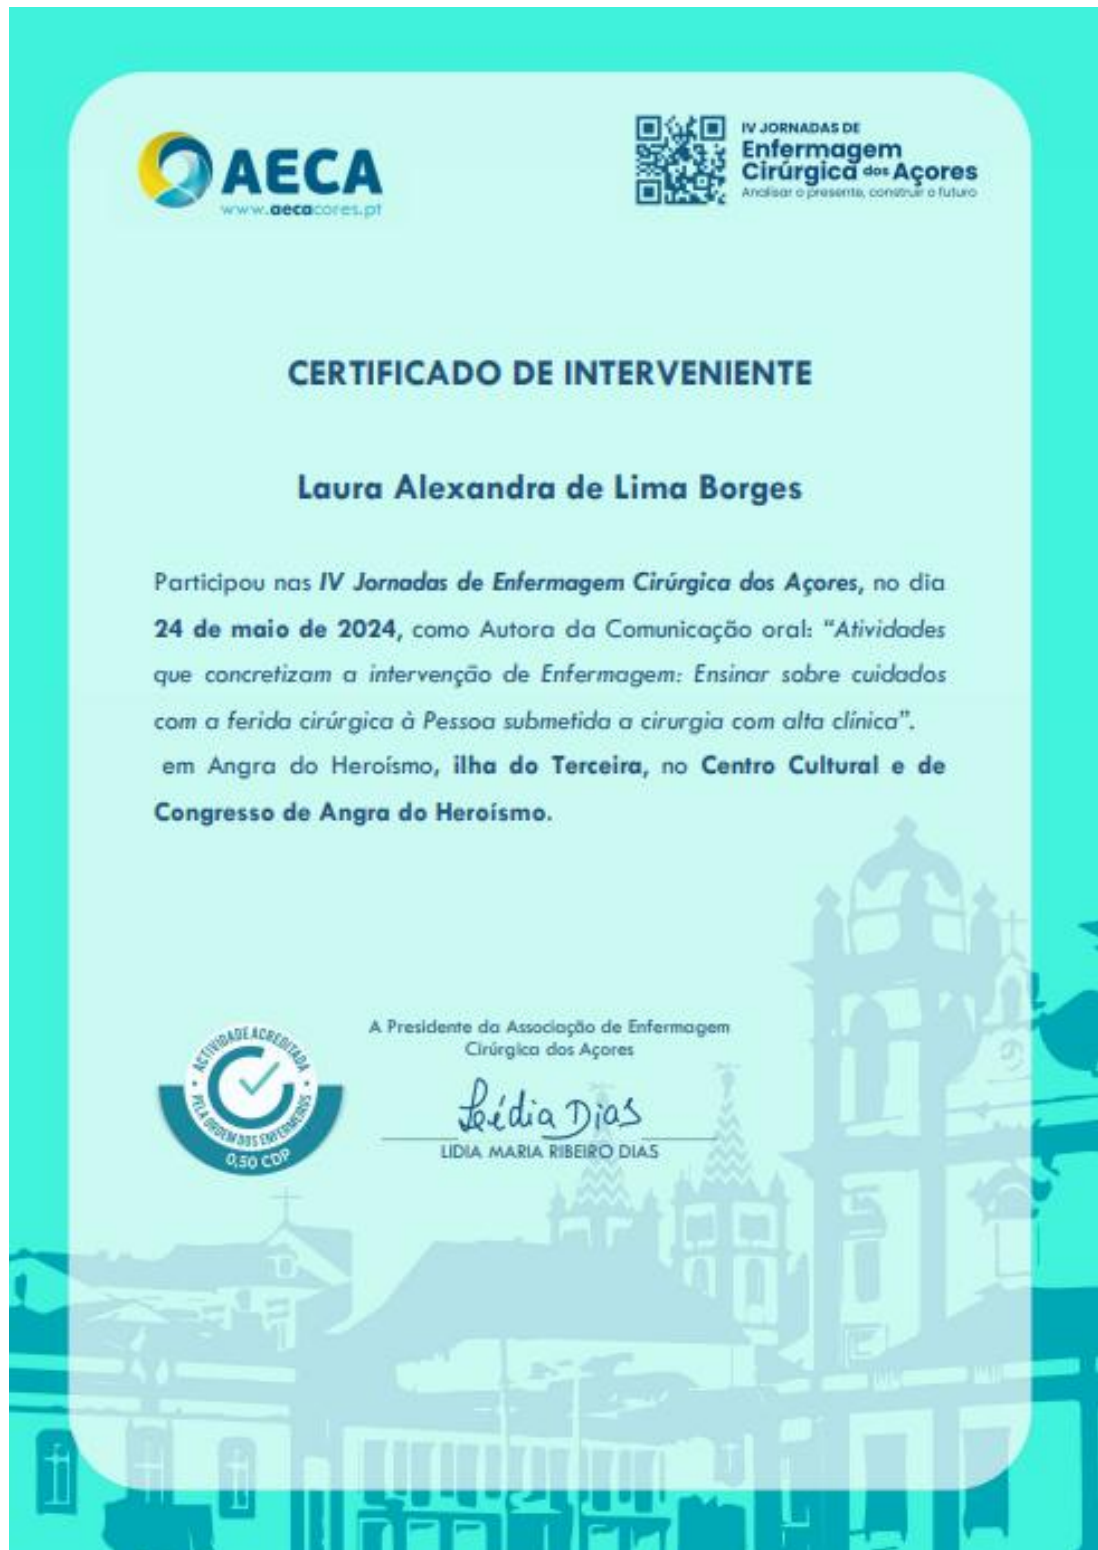 AECA
www.aecacores.pt
IV JORNADAS DE
Enfermagem
Cirúrgica dos Açores
Analisar o presente, construir o futuro
CERTIFICADO DE INTERVENIENTE
Laura Alexandra de Lima Borges
Participou nas IV Jornadas de Enfermagem Cirúrgica dos Açores, no dia
24 de maio de 2024, como Autora da Comunicação oral: “Atividades
que concretizam a intervenção de Enfermagem: Ensinar sobre cuidados
com a ferida cirúrgica à Pessoa submetida a cirurgia com alta clínica”.
em Angra do Heroísmo, ilha do Terceira, no Centro Cultural e de
Congresso de Angra do Heroísmo.
A Presidente da Associação de Enfermagem
Cirúrgica dos Açores
Lídia Dias
LIDIA MARIA RIBEIRO DIAS
ACTIVIDADE ACREDITADA
PELA ORDEM DOS ENFERMEIROS
0,50 CDP